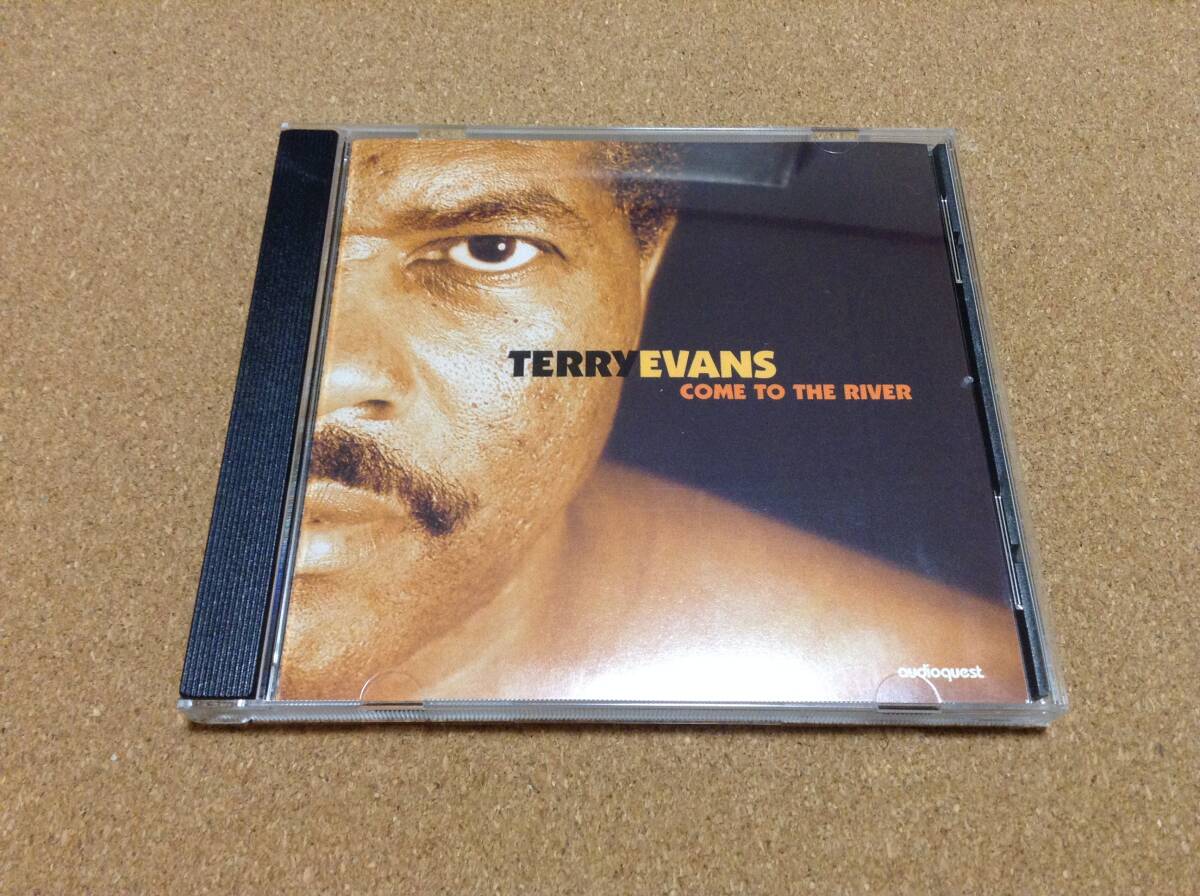 TERRYEVANS
COME TO THE RIVER
audioquest